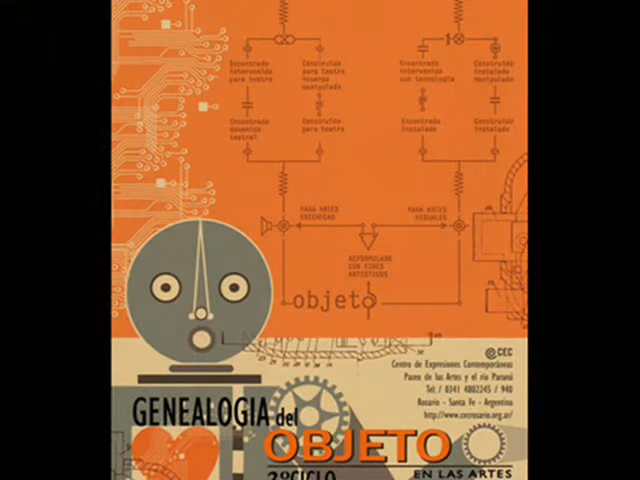 Encontrado
intervenido
para teatro
Construido
para teatro
Encontrado
intervenido
con tecnología
Construido
instalado
manipulado
Encontrado
devenido
teatral
Construido
para teatro
Encontrado
instalado
Construido
instalado
PARA ARTES
ESCENICAS
PARA ARTES
VISUALES
REFORMULADO
CON FINES
ARTISTICOS
objeto
@CEC
Centro de Expresiones Contemporáneas
Paseo de las Artes y el río Paraná
Tel: / 0341 4802245 / 940
Rosario - Santa Fe - Argentina
http://www.cecrosario.org.ar/
GENEALOGIA del
OBJETO
2º CICLO
EN LAS ARTES